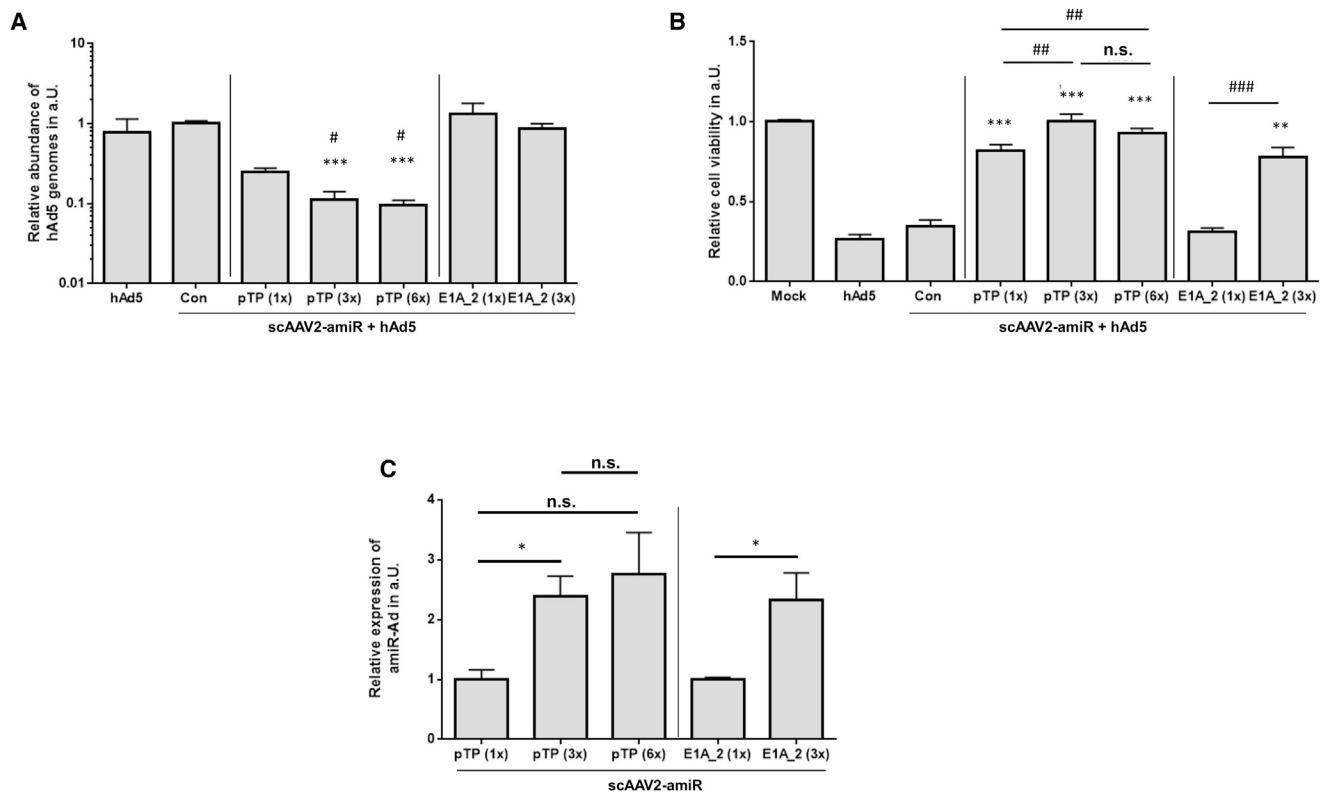 A
Relative abundance of
hAd5 genomes in a.U.
10
1
0.1
0.01
# #
*** ***
hAd5 Con pTP (1x) pTP (3x) pTP (6x) E1A_2 (1x) E1A_2 (3x)
scAAV2-amiR + hAd5
B
Relative cell viability in a.U.
1.5
1.0
0.5
0.0
##
## n.s.
###
*** *** *** **
Mock hAd5 Con pTP (1x) pTP (3x) pTP (6x) E1A_2 (1x) E1A_2 (3x)
scAAV2-amiR + hAd5
C
Relative expression of
amiR-Ad in a.U.
4
3
2
1
0
n.s.
n.s.
* *
pTP (1x) pTP (3x) pTP (6x) E1A_2 (1x) E1A_2 (3x)
scAAV2-amiR